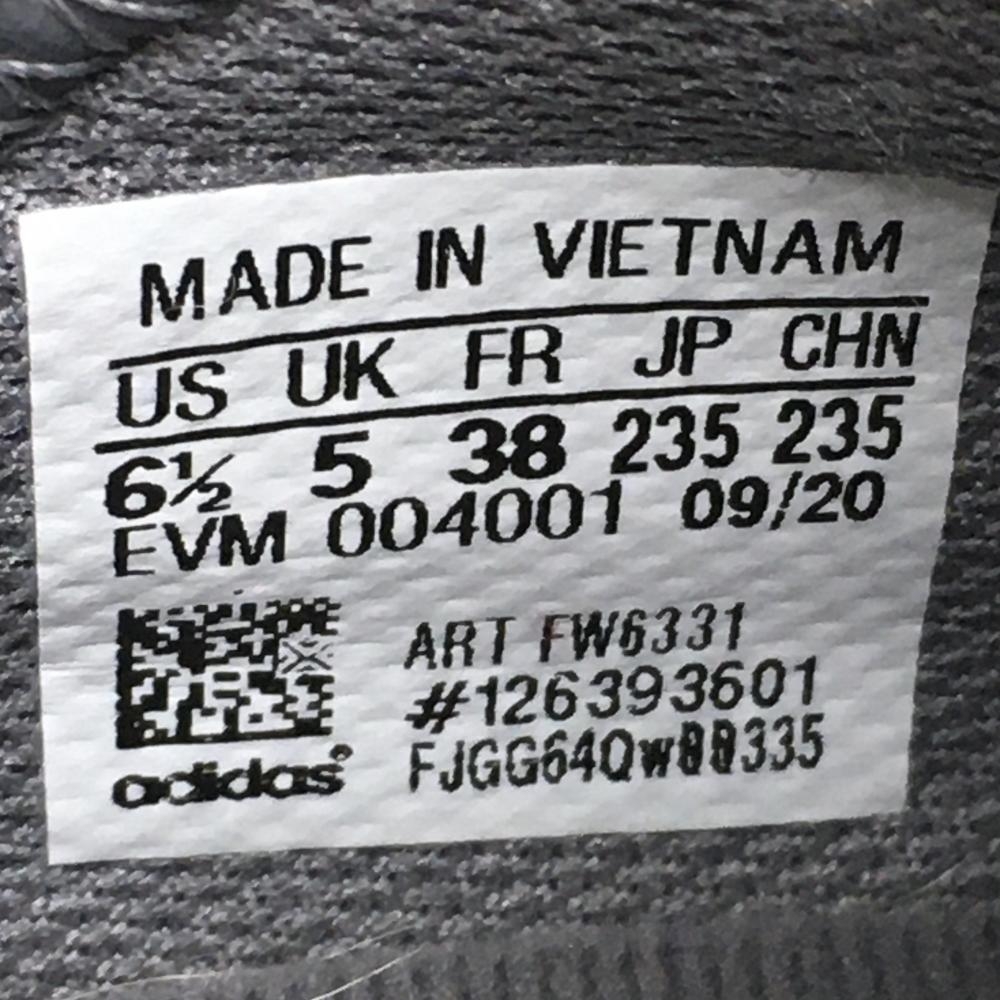 MADE IN VIETNAM
US UK FR JP CHN
6½ 5 38 235 235
EVM 004001 09/20
ART FW6331
#126393601
adidas